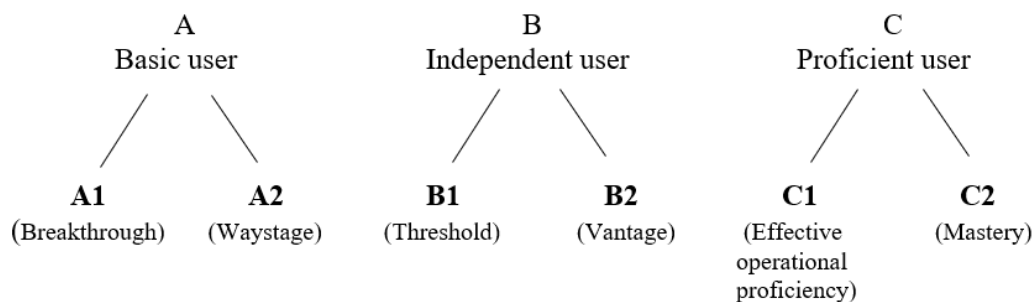 A
Basic user
B
Independent user
C
Proficient user
A1
(Breakthrough)
A2
(Waystage)
B1
(Threshold)
B2
(Vantage)
C1
(Effective
operational
proficiency)
C2
(Mastery)